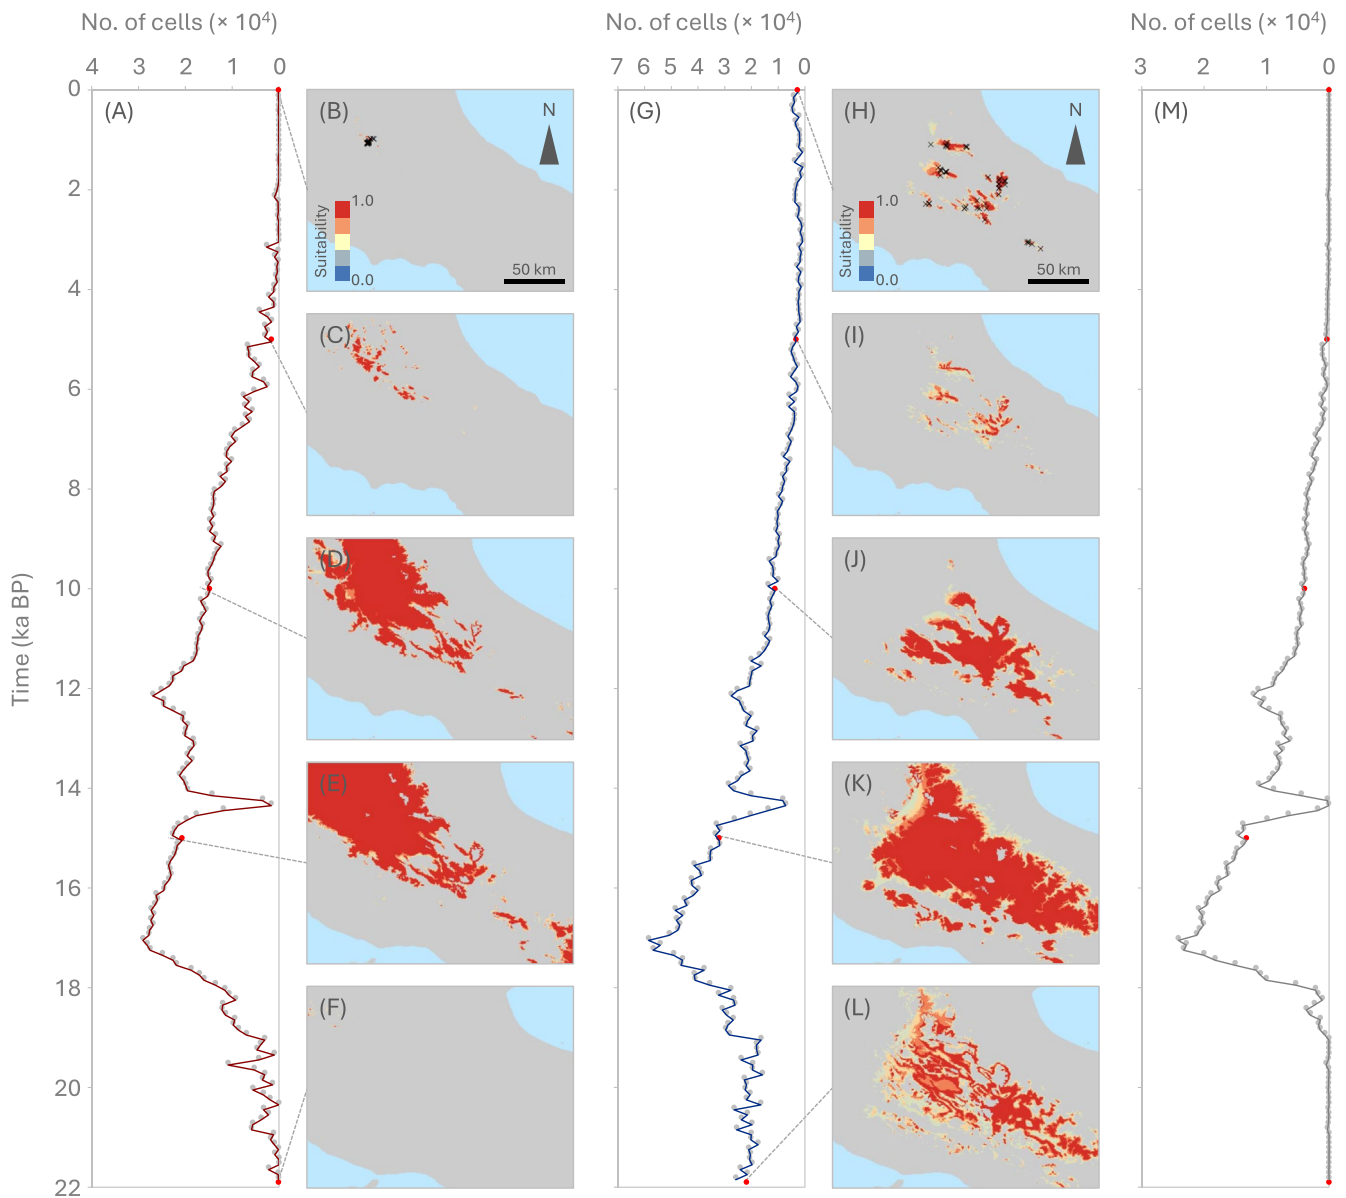 No. of cells (× 10⁴)
No. of cells (× 10⁴)
No. of cells (× 10⁴)
4 3 2 1 0
7 6 5 4 3 2 1 0
3 2 1 0
Time (ka BP)
0
2
4
6
8
10
12
14
16
18
20
22
(A)
(B)
N
Suitability
1.0
0.0
50 km
(C)
(D)
(E)
(F)
(G)
(H)
N
Suitability
1.0
0.0
50 km
(I)
(J)
(K)
(L)
(M)